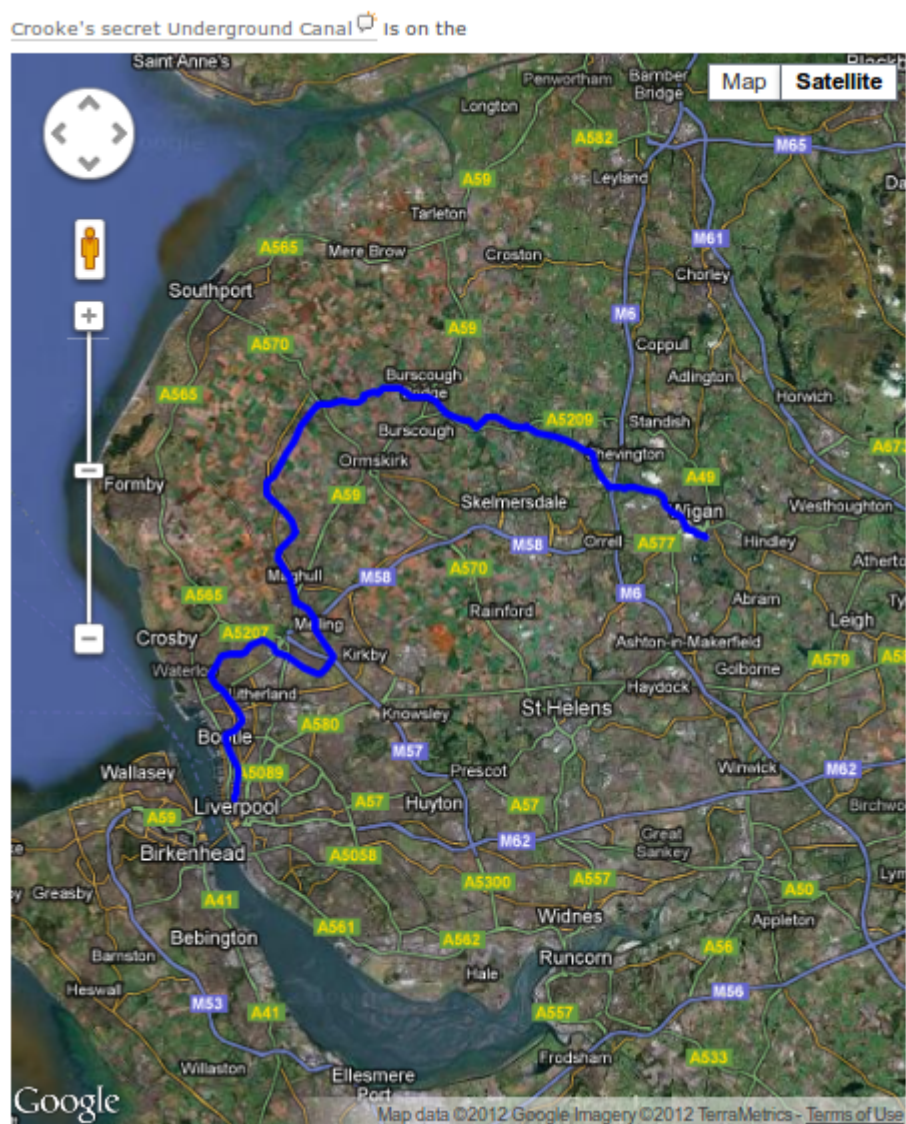 Crooke's secret Underground Canal Is on the
Saint Anne's
Penwortham
Bamber
Bridge
Map
Satellite
Longton
A582
M65
Leyland
A59
Tarleton
A565
Mere Brow
Croston
M61
Chorley
Southport
M6
A59
A570
Coppull
Burscough
Bridge
Adlington
A565
Horwich
A5209
Standish
Burscough
A673
Ormskirk
A49
Formby
A59
Skelmersdale
Wigan
Westhoughton
M58
Orrell
A577
Hindley
Maghull
M58
A570
A565
M6
Abram
Rainford
Leigh
Melling
Crosby
A5207
Ashton-in-Makerfield
Kirkby
A579
Golborne
Haydock
St Helens
Knowsley
A580
Bootle
M57
Wallasey
A5089
Prescot
Winwick
M62
Liverpool
A57
Huyton
A57
A59
Great
Sankey
M62
Birkenhead
A5058
A5300
A557
A50
Greasby
A41
Widnes
Appleton
A561
Bebington
A562
A56
Barnston
Runcorn
Hale
Heswall
M56
M53
A41
A557
Frodsham
A533
Willaston
Ellesmere
Port
Google
Map data ©2012 Google Imagery ©2012 TerraMetrics - Terms of Use